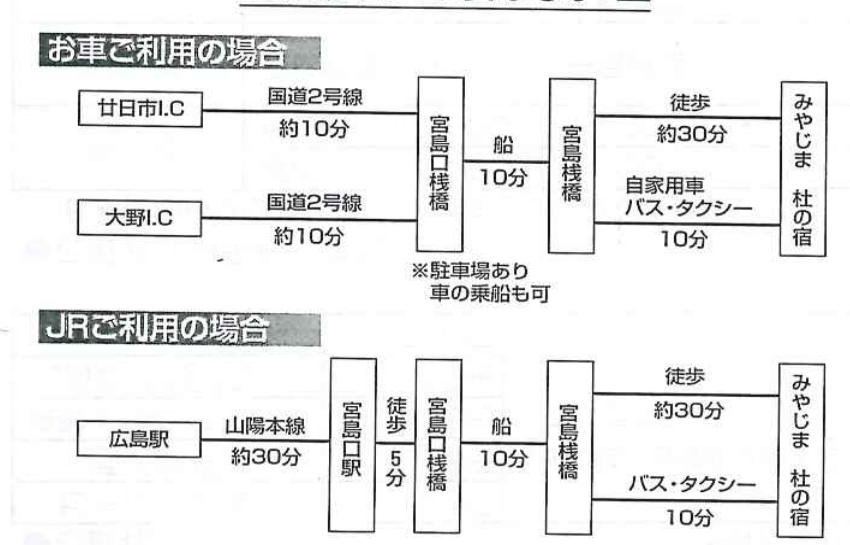 お車ご利用の場合
廿日市I.C
国道2号線
約10分
大野I.C
国道2号線
約10分
宮島口桟橋
※駐車場あり
車の乗船も可
船
10分
宮島桟橋
徒歩
約30分
自家用車
バス・タクシー
10分
みやじま 杜の宿
JRご利用の場合
広島駅
山陽本線
約30分
宮島口駅
徒歩
5分
宮島口桟橋
船
10分
宮島桟橋
徒歩
約30分
バス・タクシー
10分
みやじま 杜の宿